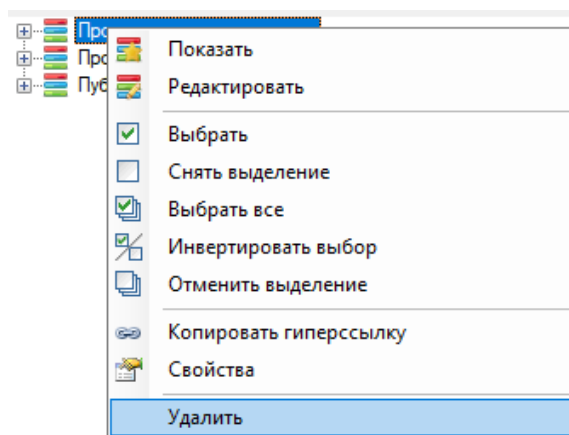 Показать
Редактировать
Выбрать
Снять выделение
Выбрать все
Инвертировать выбор
Отменить выделение
Копировать гиперссылку
Свойства
Удалить